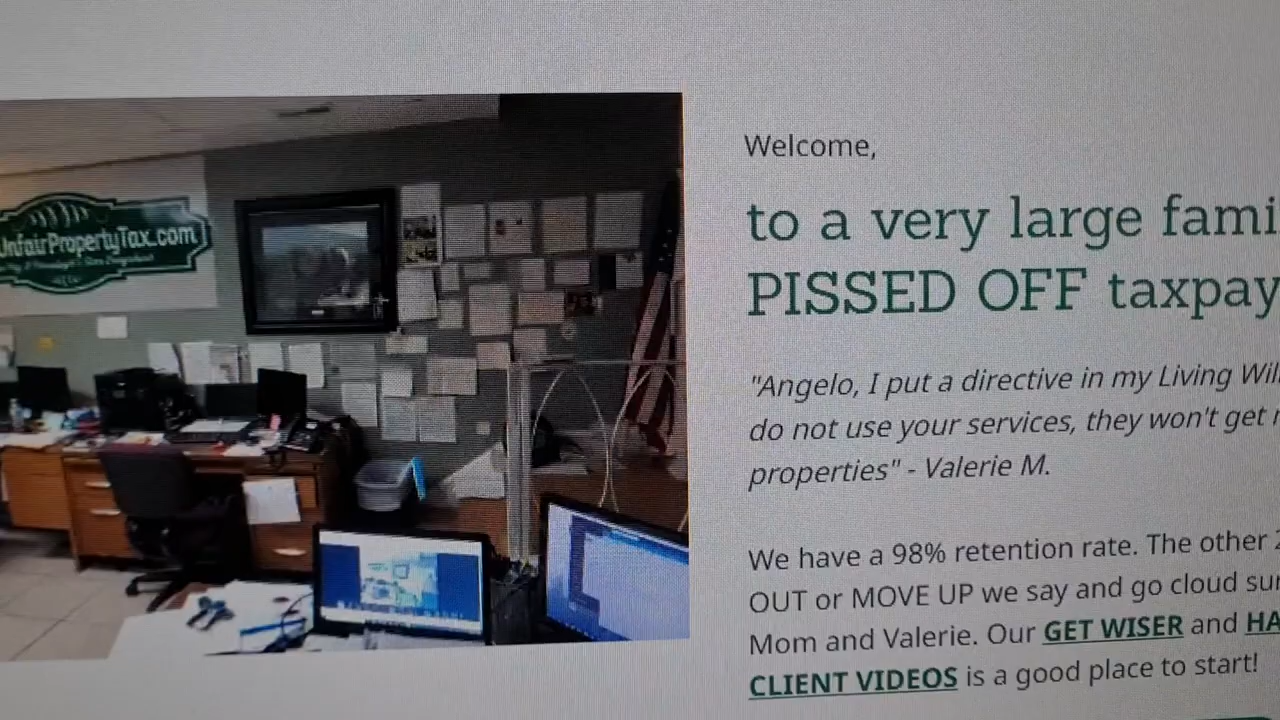 UnfairPropertyTax.com
Welcome,
to a very large fami
PISSED OFF taxpay
"Angelo, I put a directive in my Living Wil
do not use your services, they won't get
properties" - Valerie M.
We have a 98% retention rate. The other
OUT or MOVE UP we say and go cloud sur
Mom and Valerie. Our GET WISER and HA
CLIENT VIDEOS is a good place to start!